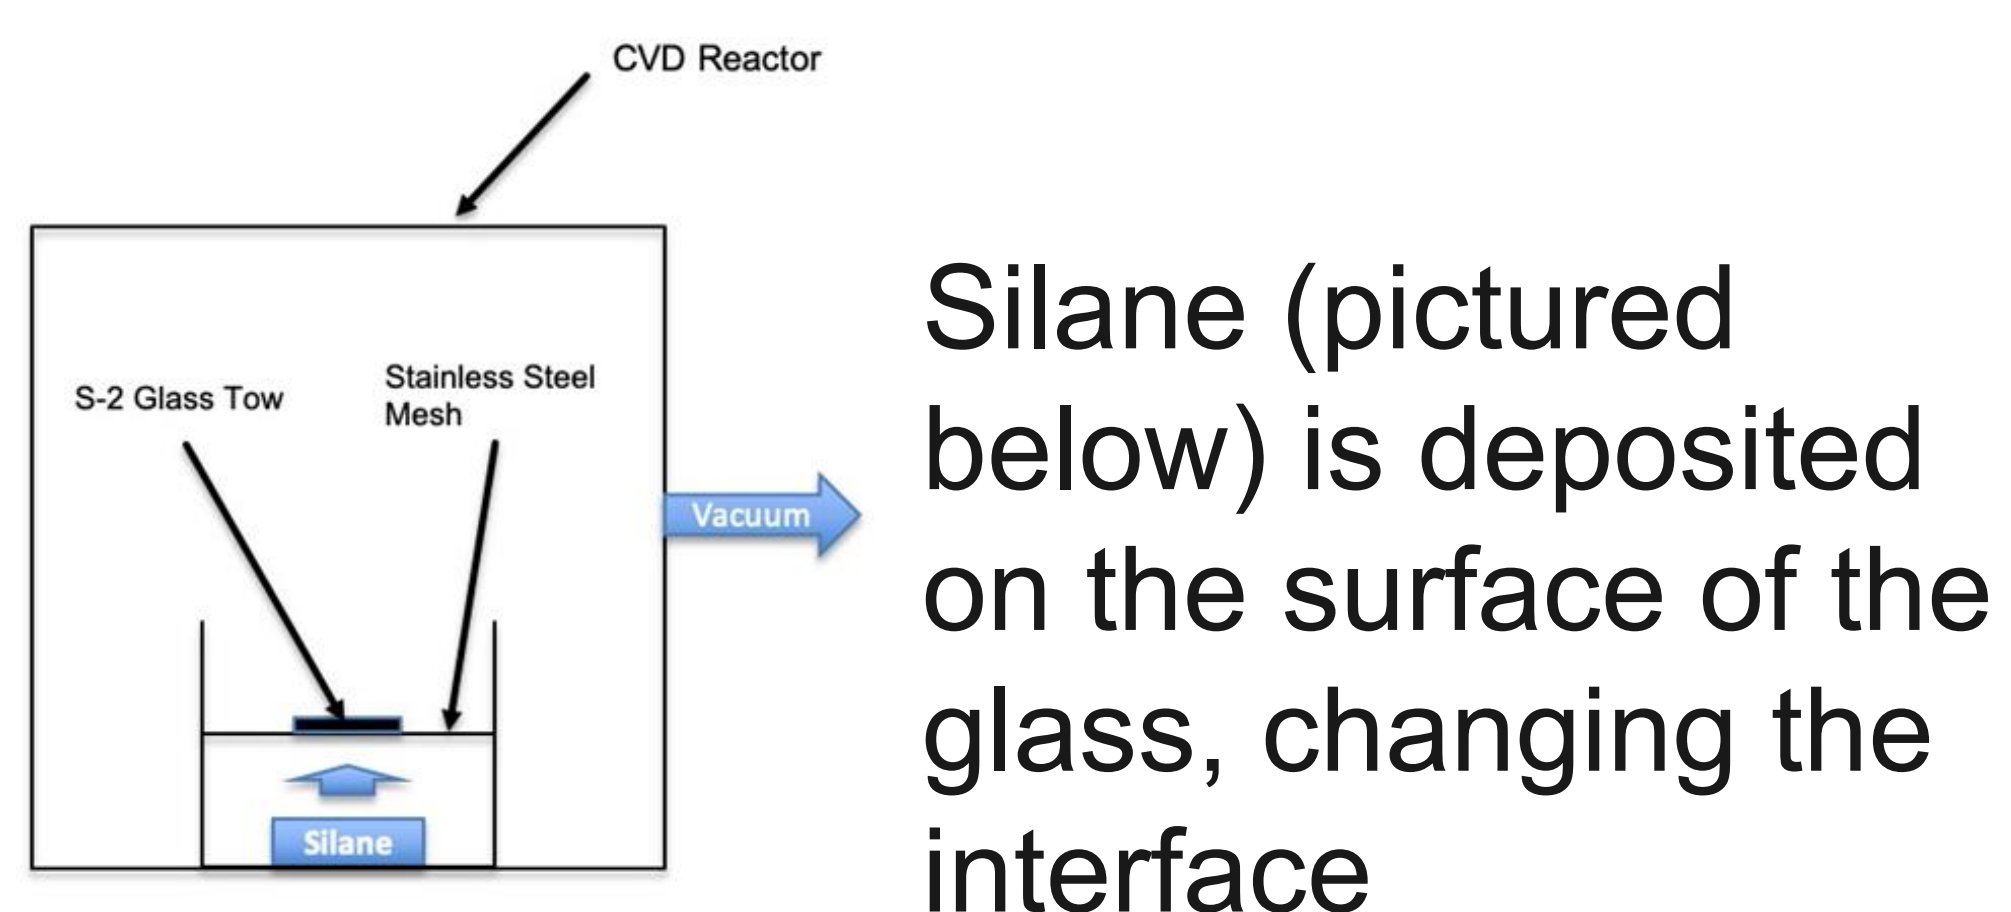 CVD Reactor
S-2 Glass Tow
Stainless Steel
Mesh
Vacuum
Silane
Silane (pictured
below) is deposited
on the surface of the
glass, changing the
interface